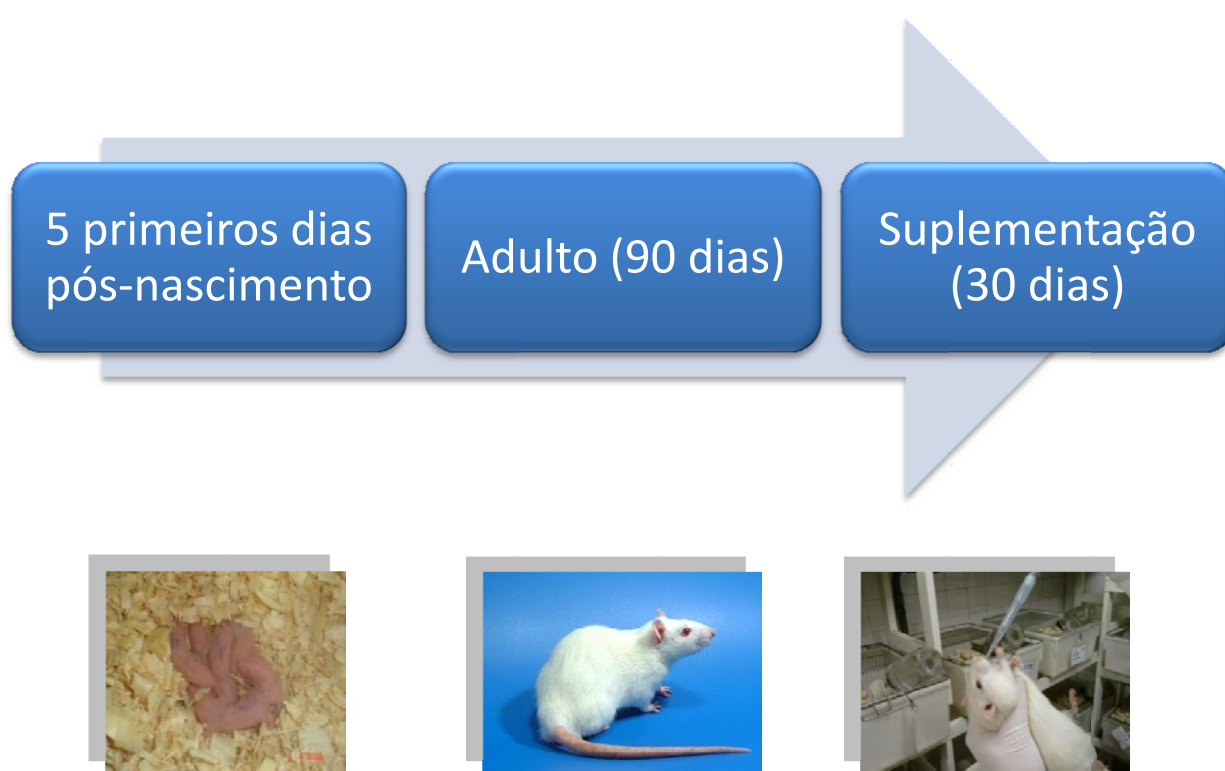 5 primeiros dias
pós-nascimento
Adulto (90 dias)
Suplementação
(30 dias)